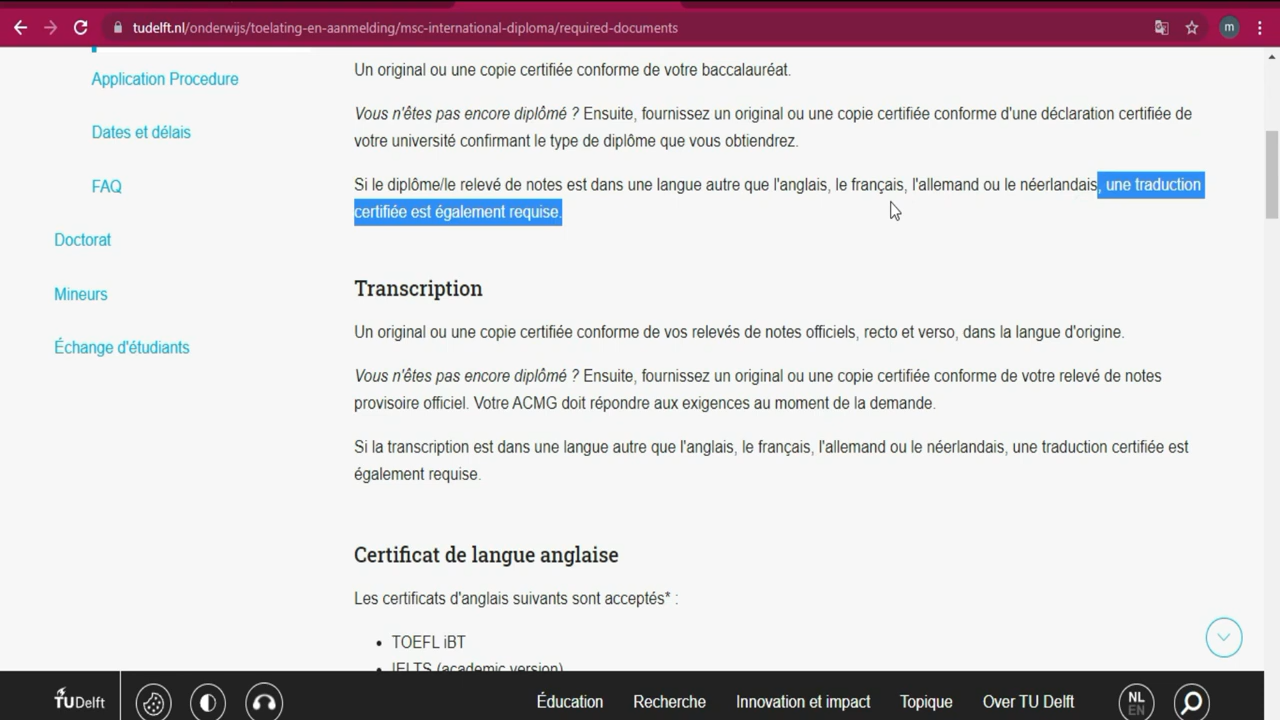 tudelft.nl/onderwijs/toelating-en-aanmelding/msc-international-diploma/required-documents
m
Application Procedure
Dates et délais
FAQ
Doctorat
Mineurs
Échange d'étudiants
Un original ou une copie certifiée conforme de votre baccalauréat.
Vous n'êtes pas encore diplômé ? Ensuite, fournissez un original ou une copie certifiée conforme d'une déclaration certifiée de
votre université confirmant le type de diplôme que vous obtiendrez.
Si le diplôme/le relevé de notes est dans une langue autre que l'anglais, le français, l'allemand ou le néerlandais, une traduction
certifiée est également requise.
Transcription
Un original ou une copie certifiée conforme de vos relevés de notes officiels, recto et verso, dans la langue d'origine.
Vous n'êtes pas encore diplômé ? Ensuite, fournissez un original ou une copie certifiée conforme de votre relevé de notes
provisoire officiel. Votre ACMG doit répondre aux exigences au moment de la demande.
Si la transcription est dans une langue autre que l'anglais, le français, l'allemand ou le néerlandais, une traduction certifiée est
également requise.
Certificat de langue anglaise
Les certificats d'anglais suivants sont acceptés* :
• TOEFL iBT
• IELTS (academic version)
TU Delft
Éducation
Recherche
Innovation et impact
Topique
Over TU Delft
NL
EN